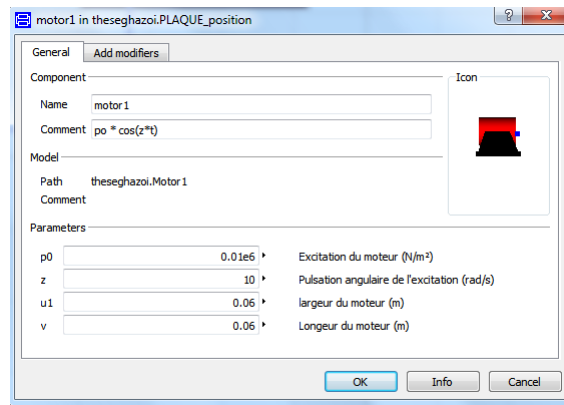 motor1 in theseghazoi.PLAQUE_position
General Add modifiers
Component Icon
Name motor1
Comment po * cos(z*t)
Model
Path theseghazoi.Motor1
Comment
Parameters
p0 0.01e6 Excitation du moteur (N/m²)
z 10 Pulsation angulaire de l'excitation (rad/s)
u1 0.06 largeur du moteur (m)
v 0.06 Longeur du moteur (m)
OK Info Cancel